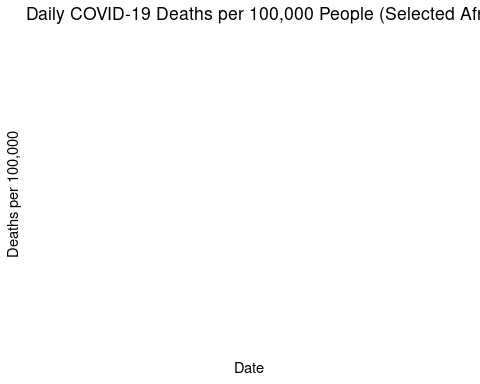 Daily COVID-19 Deaths per 100,000 People (Selected Afr
Deaths per 100,000
Date